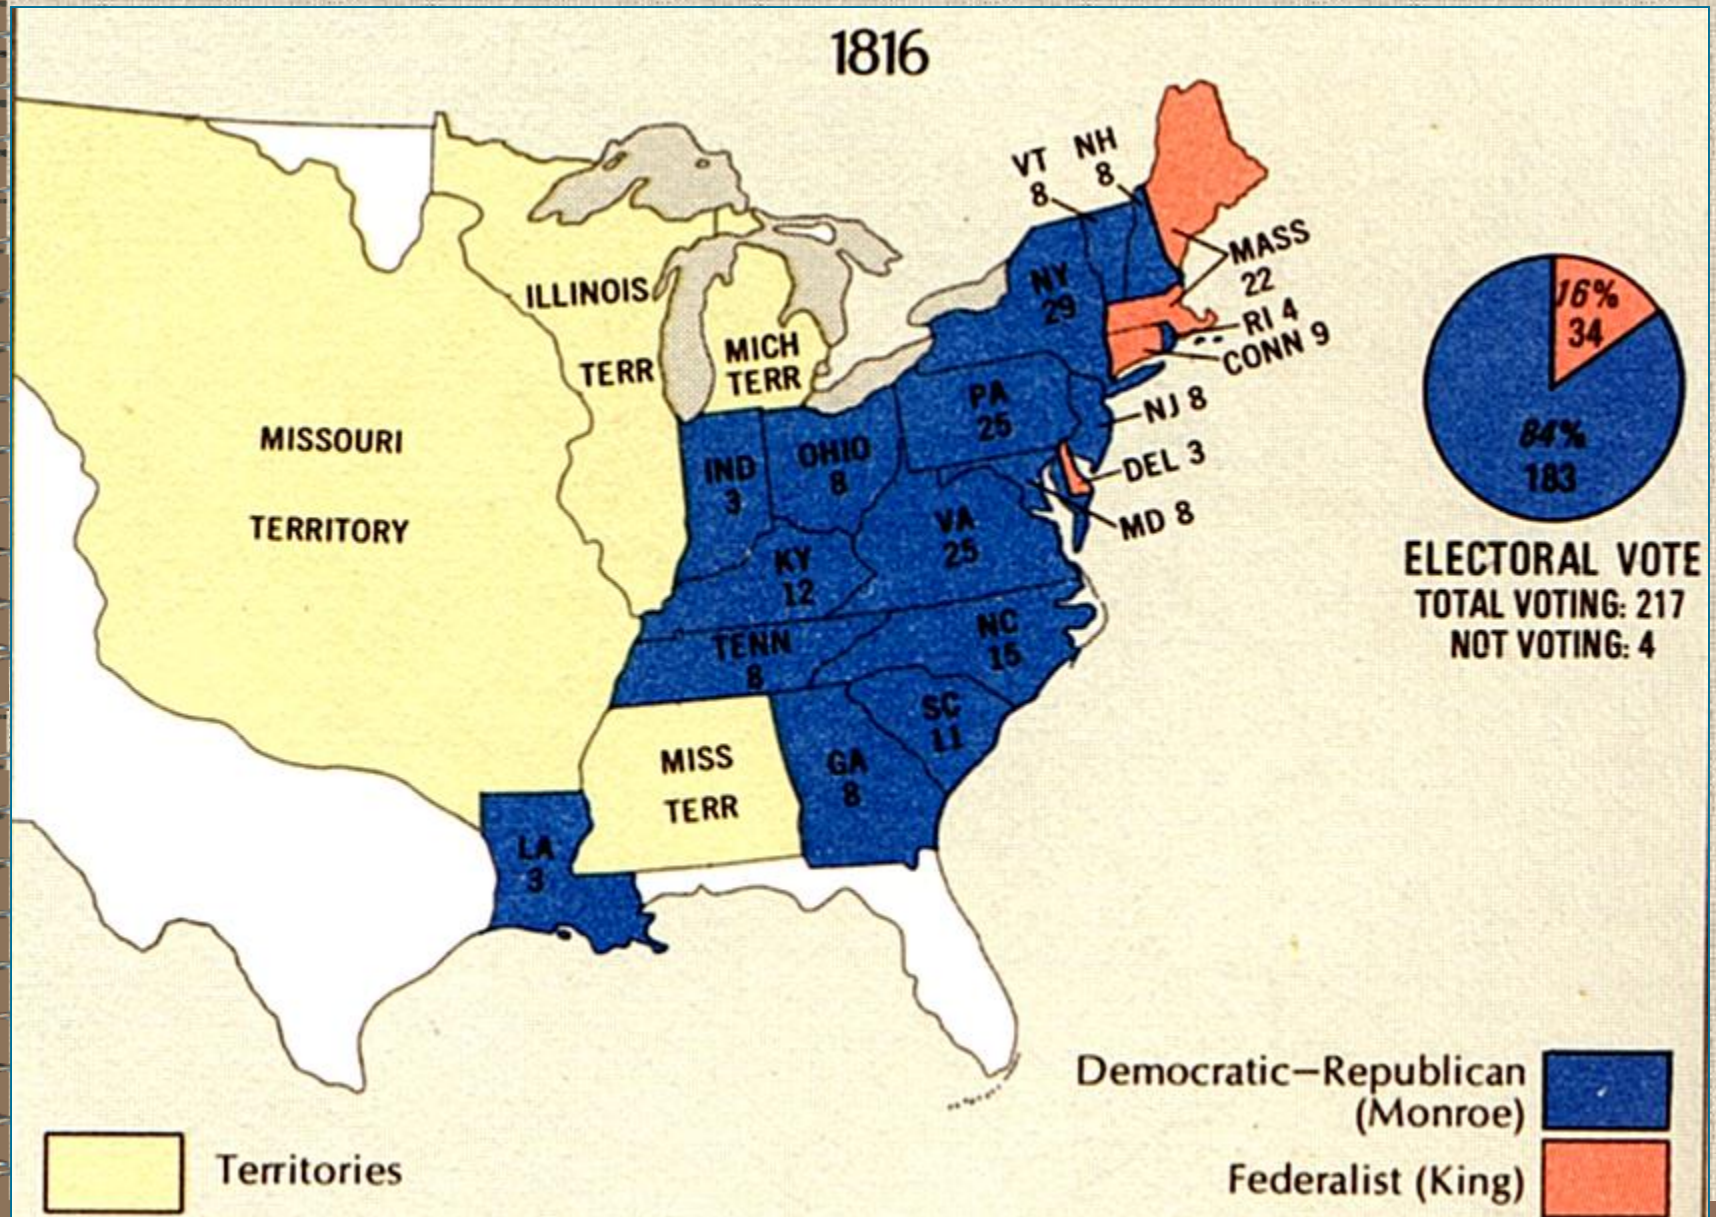 1816
VT
8
NH
8
MASS
22
RI 4
CONN 9
NY
29
ILLINOIS
TERR
MICH
TERR
PA
25
NJ 8
DEL 3
MD 8
IND
3
OHIO
8
MISSOURI
TERRITORY
VA
25
KY
12
TENN
8
NC
15
SC
11
MISS
TERR
GA
8
LA
3
16%
34
84%
183
ELECTORAL VOTE
TOTAL VOTING: 217
NOT VOTING: 4
Democratic–Republican
(Monroe)
Federalist (King)
Territories